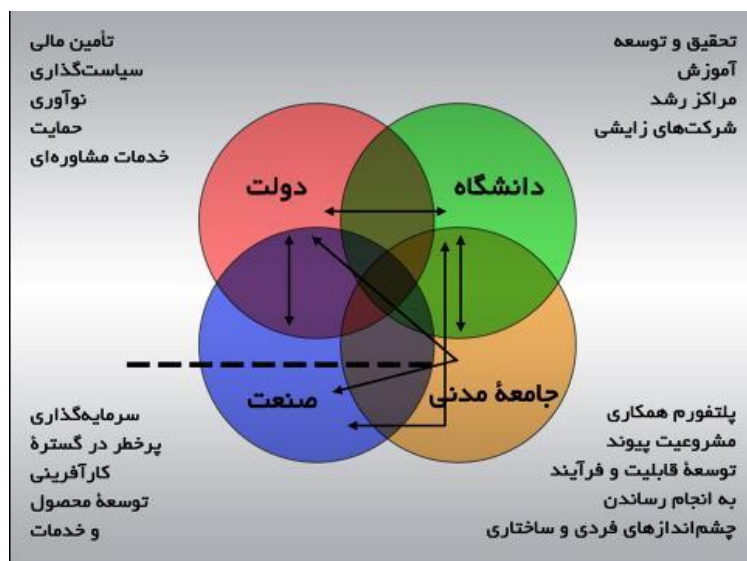 تحقیق و توسعه
آموزش
مراکز رشد
شرکت‌های زایشی
تأمین مالی
سیاست‌گذاری
نوآوری
حمایت
خدمات مشاوره‌ای
دانشگاه
دولت
جامعهٔ مدنی
صنعت
پلتفورم همکاری
مشروعیت پیوند
توسعهٔ قابلیت و فرآیند
به انجام رساندن
چشم‌اندازهای فردی و ساختاری
سرمایه‌گذاری
پرخطر در گسترهٔ
کارآفرینی
توسعهٔ محصول
و خدمات